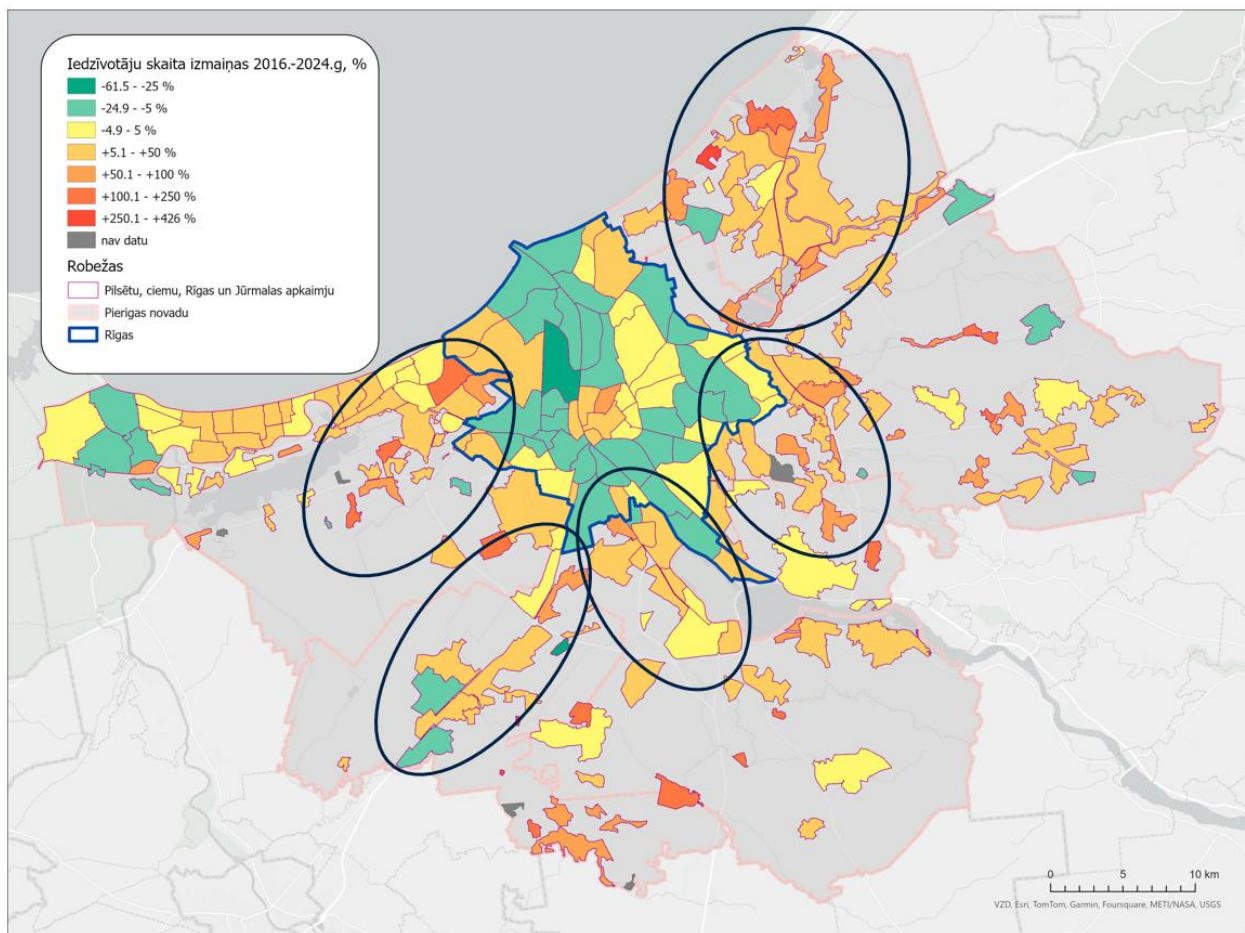 Iedzīvotāju skaita izmaiņas 2016.-2024.g, %
-61.5 - -25 %
-24.9 - -5 %
-4.9 - 5 %
+5.1 - +50 %
+50.1 - +100 %
+100.1 - +250 %
+250.1 - +426 %
nav datu
Robežas
Pilsētu, ciemu, Rīgas un Jūrmalas apkaimju
Pierigas novadu
Rīgas
0 5 10 km
VZD, Esri, TomTom, Garmin, Foursquare, METI/NASA, USGS